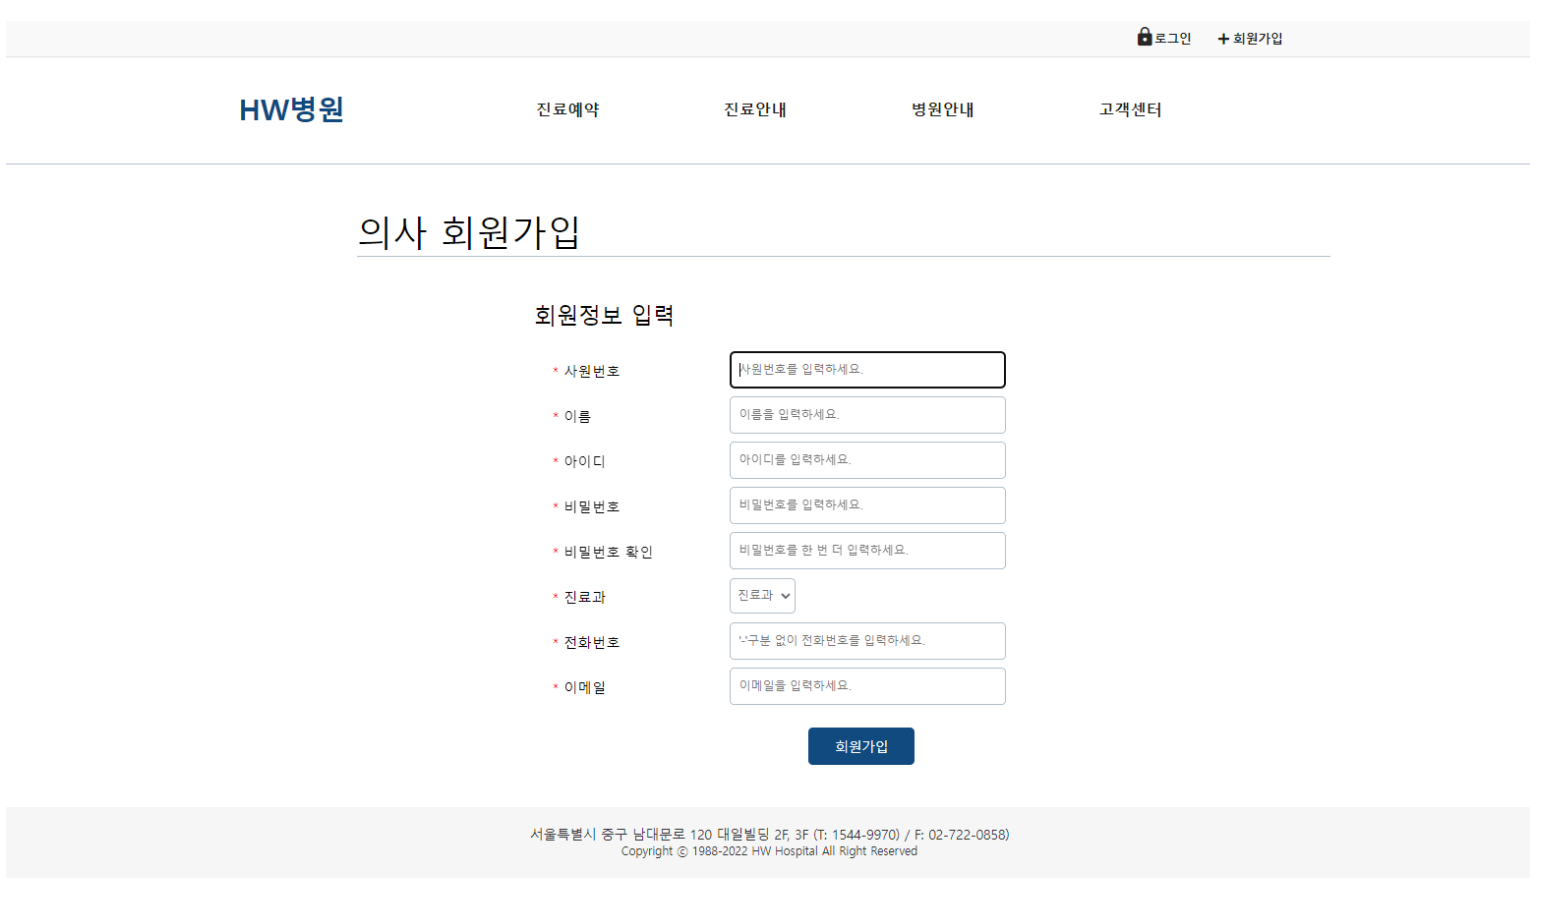 로그인 + 회원가입
HW병원 진료예약 진료안내 병원안내 고객센터
의사 회원가입
회원정보 입력
* 사원번호 사원번호를 입력하세요.
* 이름 이름을 입력하세요.
* 아이디 아이디를 입력하세요.
* 비밀번호 비밀번호를 입력하세요.
* 비밀번호 확인 비밀번호를 한 번 더 입력하세요.
* 진료과 진료과
* 전화번호 '-'구분 없이 전화번호를 입력하세요.
* 이메일 이메일을 입력하세요.
회원가입
서울특별시 중구 남대문로 120 대일빌딩 2F, 3F (T: 1544-9970) / F: 02-722-0858)
Copyright ⓒ 1988-2022 HW Hospital All Right Reserved